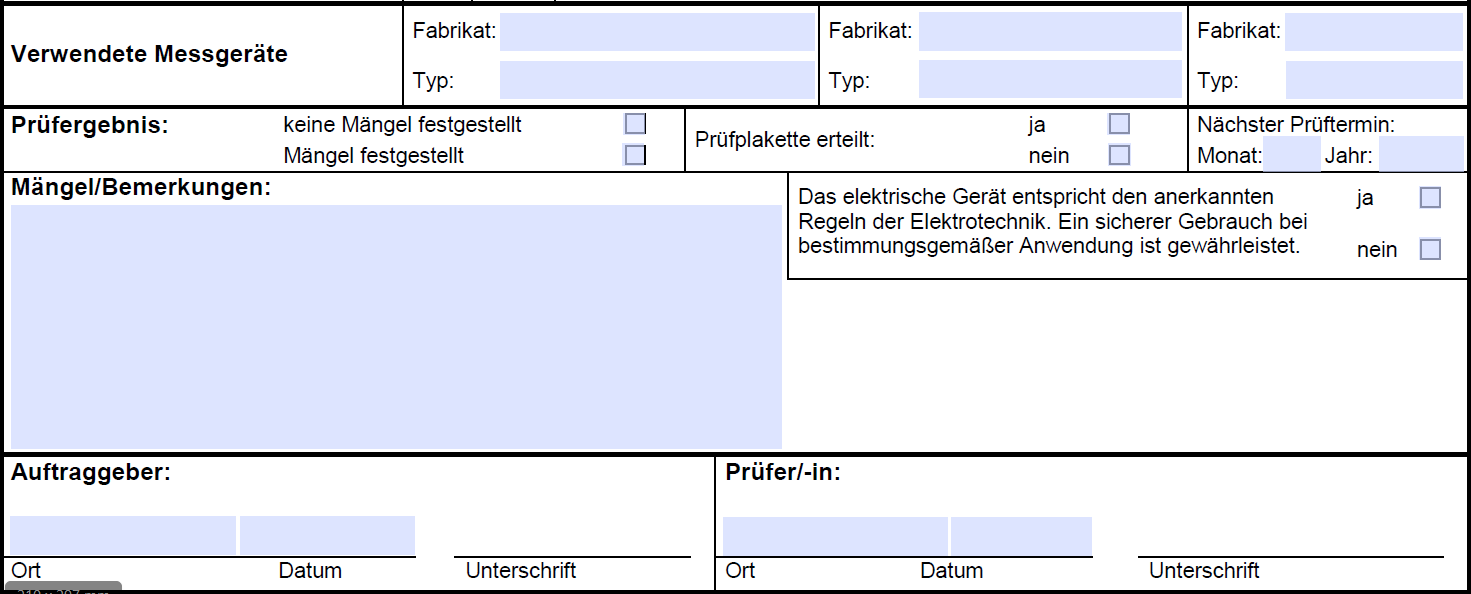 Verwendete Messgeräte
Fabrikat:
Typ:
Fabrikat:
Typ:
Fabrikat:
Typ:
Prüfergebnis:
keine Mängel festgestellt
Mängel festgestellt
Prüfplakette erteilt:
ja
nein
Nächster Prüftermin:
Monat: Jahr:
Mängel/Bemerkungen:
Das elektrische Gerät entspricht den anerkannten
Regeln der Elektrotechnik. Ein sicherer Gebrauch bei
bestimmungsgemäßer Anwendung ist gewährleistet.
ja
nein
Auftraggeber:
Ort Datum Unterschrift
Prüfer/-in:
Ort Datum Unterschrift